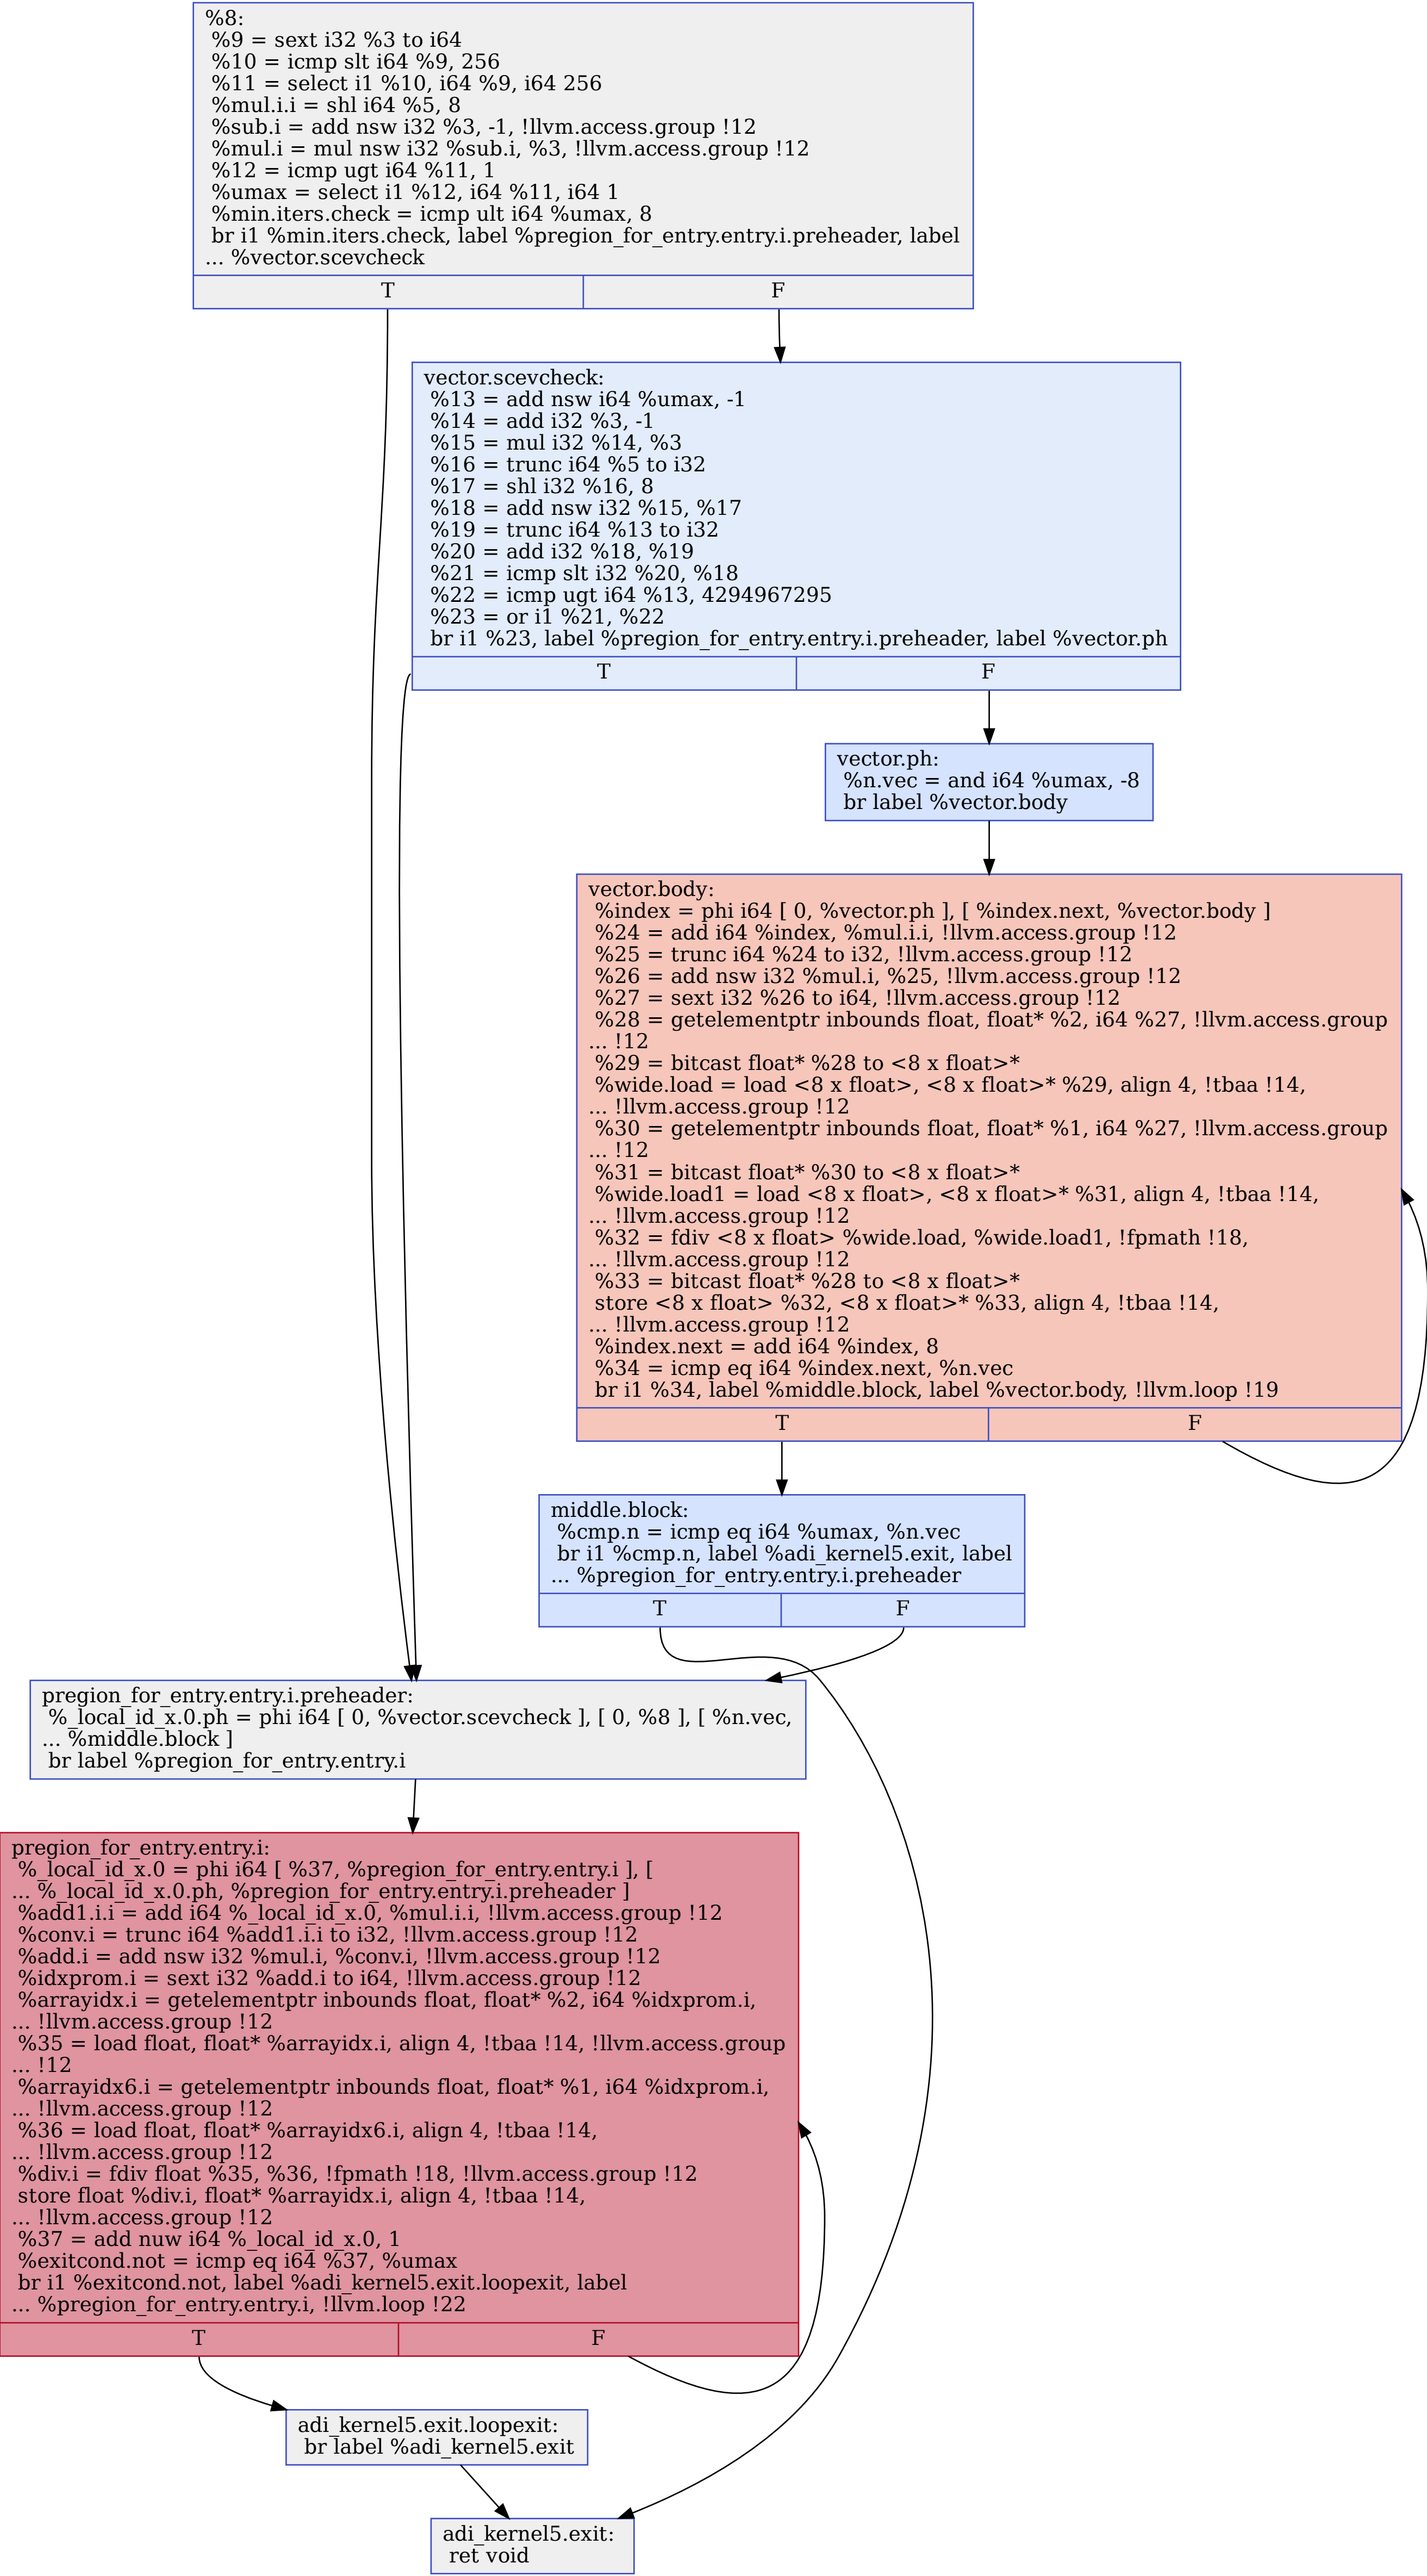 %8:
%9 = sext i32 %3 to i64
%10 = icmp slt i64 %9, 256
%11 = select i1 %10, i64 %9, i64 256
%mul.i.i = shl i64 %5, 8
%sub.i = add nsw i32 %3, -1, !llvm.access.group !12
%mul.i = mul nsw i32 %sub.i, %3, !llvm.access.group !12
%12 = icmp ugt i64 %11, 1
%umax = select i1 %12, i64 %11, i64 1
%min.iters.check = icmp ult i64 %umax, 8
br i1 %min.iters.check, label %pregion_for_entry.entry.i.preheader, label
... %vector.scevcheck
T
F
vector.scevcheck:
%13 = add nsw i64 %umax, -1
%14 = add i32 %3, -1
%15 = mul i32 %14, %3
%16 = trunc i64 %5 to i32
%17 = shl i32 %16, 8
%18 = add nsw i32 %15, %17
%19 = trunc i64 %13 to i32
%20 = add i32 %18, %19
%21 = icmp slt i32 %20, %18
%22 = icmp ugt i64 %13, 4294967295
%23 = or i1 %21, %22
br i1 %23, label %pregion_for_entry.entry.i.preheader, label %vector.ph
T
F
vector.ph:
%n.vec = and i64 %umax, -8
br label %vector.body
vector.body:
%index = phi i64 [ 0, %vector.ph ], [ %index.next, %vector.body ]
%24 = add i64 %index, %mul.i.i, !llvm.access.group !12
%25 = trunc i64 %24 to i32, !llvm.access.group !12
%26 = add nsw i32 %mul.i, %25, !llvm.access.group !12
%27 = sext i32 %26 to i64, !llvm.access.group !12
%28 = getelementptr inbounds float, float* %2, i64 %27, !llvm.access.group
... !12
%29 = bitcast float* %28 to <8 x float>*
%wide.load = load <8 x float>, <8 x float>* %29, align 4, !tbaa !14,
... !llvm.access.group !12
%30 = getelementptr inbounds float, float* %1, i64 %27, !llvm.access.group
... !12
%31 = bitcast float* %30 to <8 x float>*
%wide.load1 = load <8 x float>, <8 x float>* %31, align 4, !tbaa !14,
... !llvm.access.group !12
%32 = fdiv <8 x float> %wide.load, %wide.load1, !fpmath !18,
... !llvm.access.group !12
%33 = bitcast float* %28 to <8 x float>*
store <8 x float> %32, <8 x float>* %33, align 4, !tbaa !14,
... !llvm.access.group !12
%index.next = add i64 %index, 8
%34 = icmp eq i64 %index.next, %n.vec
br i1 %34, label %middle.block, label %vector.body, !llvm.loop !19
T
F
middle.block:
%cmp.n = icmp eq i64 %umax, %n.vec
br i1 %cmp.n, label %adi_kernel5.exit, label
... %pregion_for_entry.entry.i.preheader
T
F
pregion_for_entry.entry.i.preheader:
%_local_id_x.0.ph = phi i64 [ 0, %vector.scevcheck ], [ 0, %8 ], [ %n.vec,
... %middle.block ]
br label %pregion_for_entry.entry.i
pregion_for_entry.entry.i:
%_local_id_x.0 = phi i64 [ %37, %pregion_for_entry.entry.i ], [
... %_local_id_x.0.ph, %pregion_for_entry.entry.i.preheader ]
%add1.i.i = add i64 %_local_id_x.0, %mul.i.i, !llvm.access.group !12
%conv.i = trunc i64 %add1.i.i to i32, !llvm.access.group !12
%add.i = add nsw i32 %mul.i, %conv.i, !llvm.access.group !12
%idxprom.i = sext i32 %add.i to i64, !llvm.access.group !12
%arrayidx.i = getelementptr inbounds float, float* %2, i64 %idxprom.i,
... !llvm.access.group !12
%35 = load float, float* %arrayidx.i, align 4, !tbaa !14, !llvm.access.group
... !12
%arrayidx6.i = getelementptr inbounds float, float* %1, i64 %idxprom.i,
... !llvm.access.group !12
%36 = load float, float* %arrayidx6.i, align 4, !tbaa !14,
... !llvm.access.group !12
%div.i = fdiv float %35, %36, !fpmath !18, !llvm.access.group !12
store float %div.i, float* %arrayidx.i, align 4, !tbaa !14,
... !llvm.access.group !12
%37 = add nuw i64 %_local_id_x.0, 1
%exitcond.not = icmp eq i64 %37, %umax
br i1 %exitcond.not, label %adi_kernel5.exit.loopexit, label
... %pregion_for_entry.entry.i, !llvm.loop !22
T
F
adi_kernel5.exit.loopexit:
br label %adi_kernel5.exit
adi_kernel5.exit:
ret void